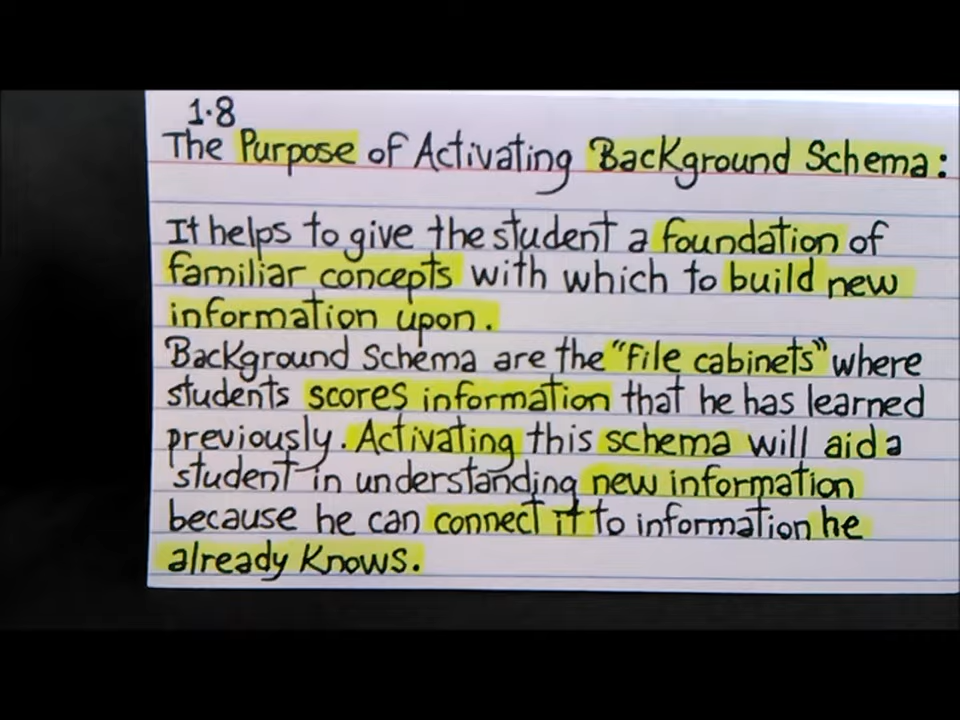 1.8
The Purpose of Activating Background Schema:
It helps to give the student a foundation of
familiar concepts with which to build new
information upon.
Background Schema are the "file cabinets" where
students scores information that he has learned
previously. Activating this schema will aid a
student in understanding new information
because he can connect it to information he
already knows.